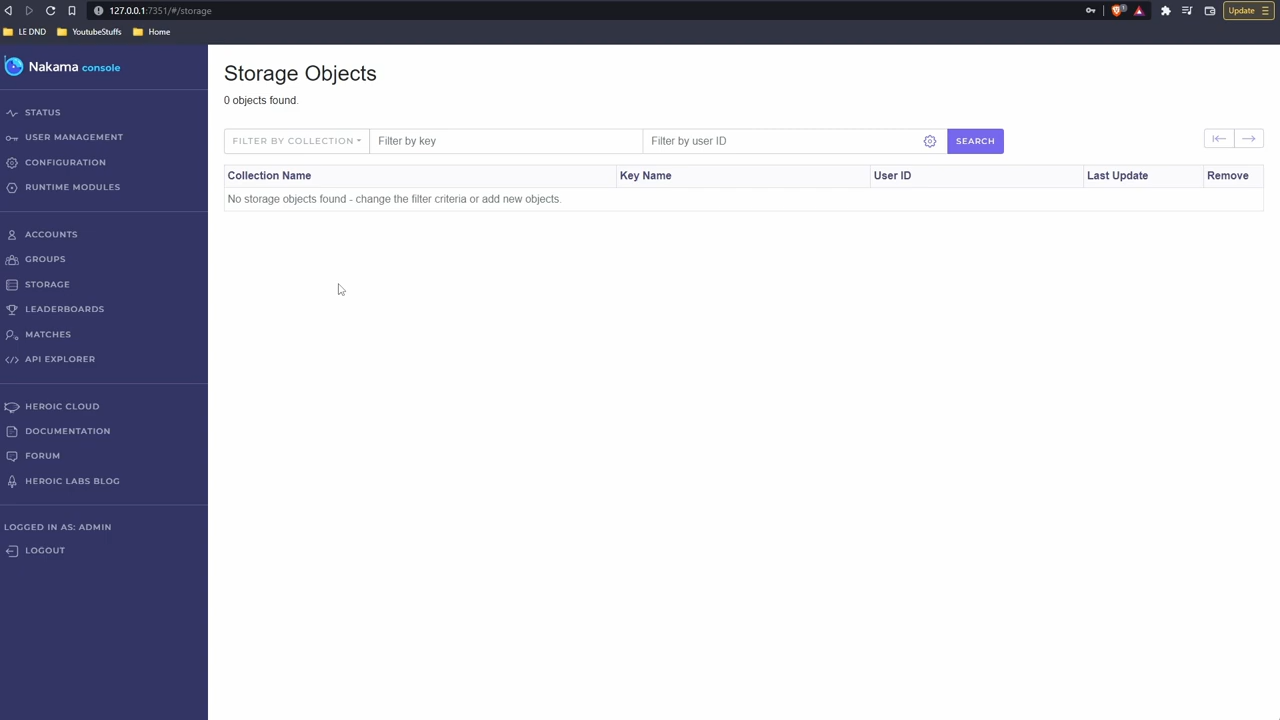 127.0.0.1:7351/#/storage
1
Update
LE DND
YoutubeStuffs
Home
Nakama console
STATUS
USER MANAGEMENT
CONFIGURATION
RUNTIME MODULES
ACCOUNTS
GROUPS
STORAGE
LEADERBOARDS
MATCHES
API EXPLORER
HEROIC CLOUD
DOCUMENTATION
FORUM
HEROIC LABS BLOG
LOGGED IN AS: ADMIN
LOGOUT
Storage Objects
0 objects found.
FILTER BY COLLECTION Filter by key Filter by user ID SEARCH
Collection Name Key Name User ID Last Update Remove
No storage objects found - change the filter criteria or add new objects.